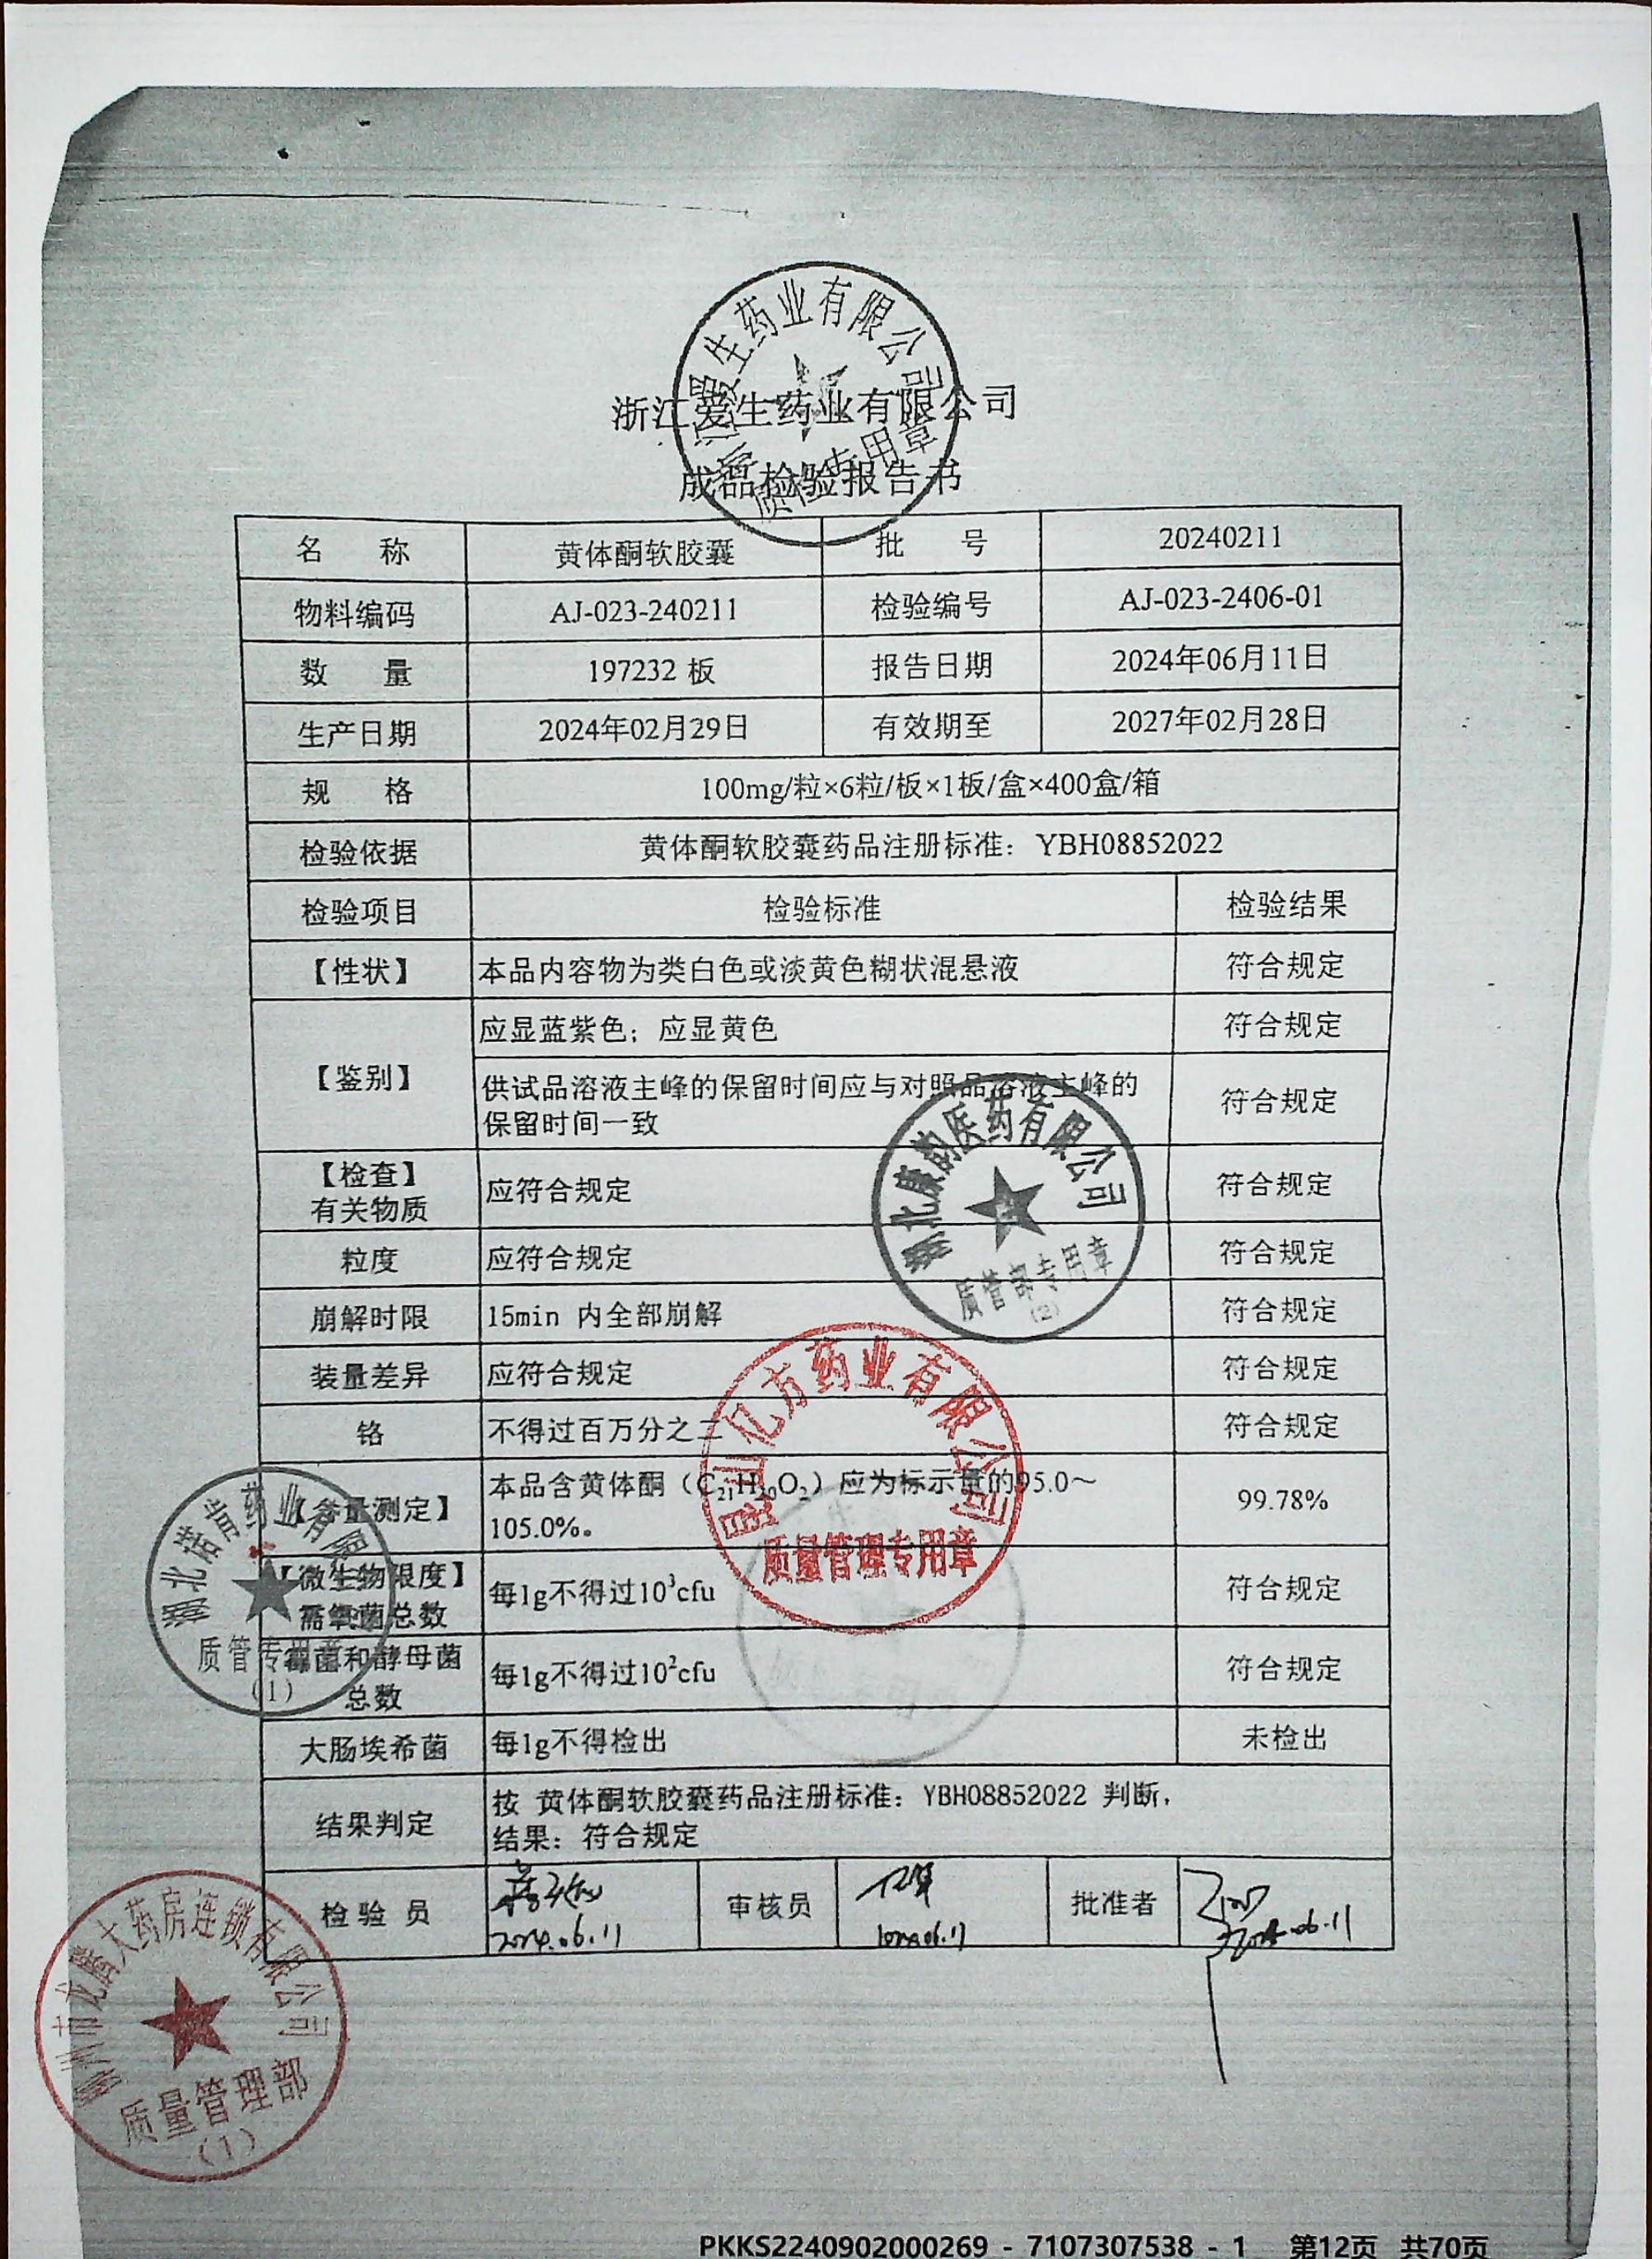 浙江爱生药业有限公司
成品检验报告书
名 称 黄体酮软胶囊 批 号 20240211
物料编码 AJ-023-240211 检验编号 AJ-023-2406-01
数 量 197232 板 报告日期 2024年06月11日
生产日期 2024年02月29日 有效期至 2027年02月28日
规 格 100mg/粒×6粒/板×1板/盒×400盒/箱
检验依据 黄体酮软胶囊药品注册标准：YBH08852022
检验项目 检验标准 检验结果
【性状】 本品内容物为类白色或淡黄色糊状混悬液 符合规定
【鉴别】 应显蓝紫色；应显黄色 符合规定
供试品溶液主峰的保留时间应与对照品溶液主峰的
保留时间一致 符合规定
【检查】
有关物质 应符合规定 符合规定
粒度 应符合规定 符合规定
崩解时限 15min 内全部崩解 符合规定
装量差异 应符合规定 符合规定
铬 不得过百万分之二 符合规定
【含量测定】 本品含黄体酮（C₂₁H₃₀O₂）应为标示量的95.0～
105.0%。 99.78%
【微生物限度】
需氧菌总数 每1g不得过10³cfu 符合规定
霉菌和酵母菌
总数 每1g不得过10²cfu 符合规定
大肠埃希菌 每1g不得检出 未检出
结果判定 按 黄体酮软胶囊药品注册标准：YBH08852022 判断，
结果：符合规定
检 验 员 审核员 批准者
2024.06.11
浙江爱生药业有限公司
专用章
湖北康韵医药有限公司
质管部专用章
(2)
亿方药业有限公司
质量管理专用章
湖北诺肯药业有限
质管专用章
(1)
市龙腾大药房连锁有限公司
质量管理部
(1)
PKKS2240902000269 - 7107307538 - 1 第12页 共70页